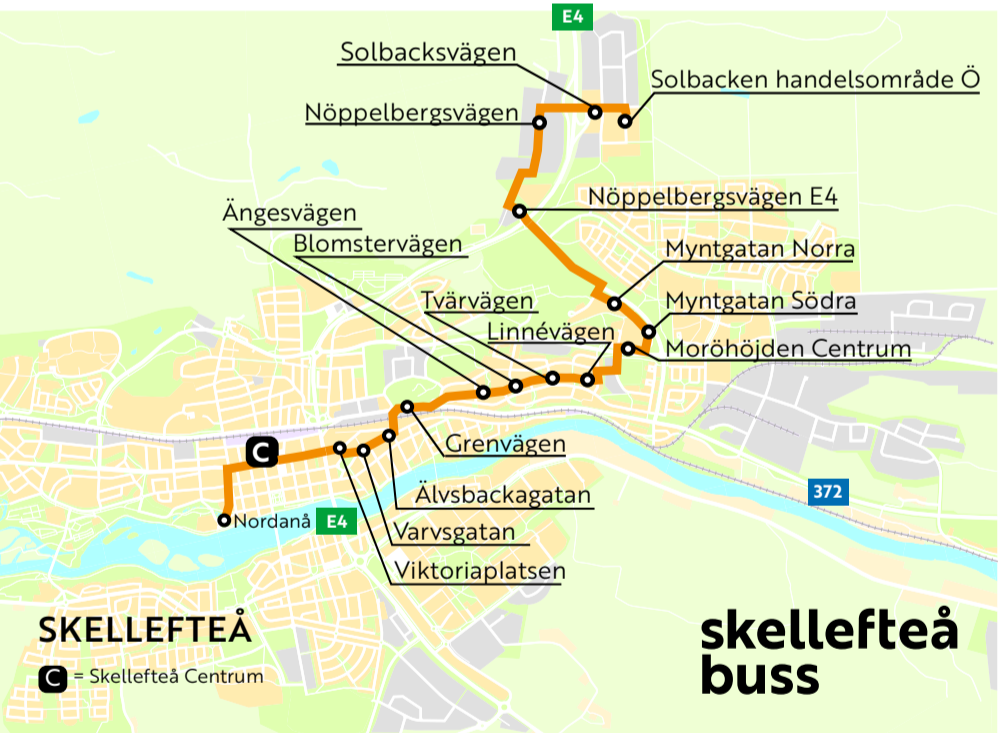 E4
Solbacksvägen
Solbacken handelsområde Ö
Nöppelbergsvägen
Nöppelbergsvägen E4
Ängesvägen
Blomstervägen
Myntgatan Norra
Tvärvägen
Myntgatan Södra
Linnévägen
Moröhöjden Centrum
Grenvägen
C
Älvsbackagatan
372
Nordanå
E4
Varvsgatan
Viktoriaplatsen
SKELLEFTEÅ
C = Skellefteå Centrum
skellefteå
buss